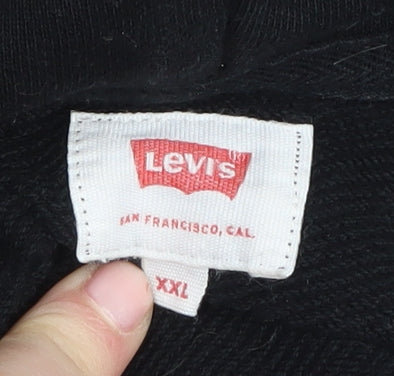 Levi's
SAN FRANCISCO, CAL.
XXL